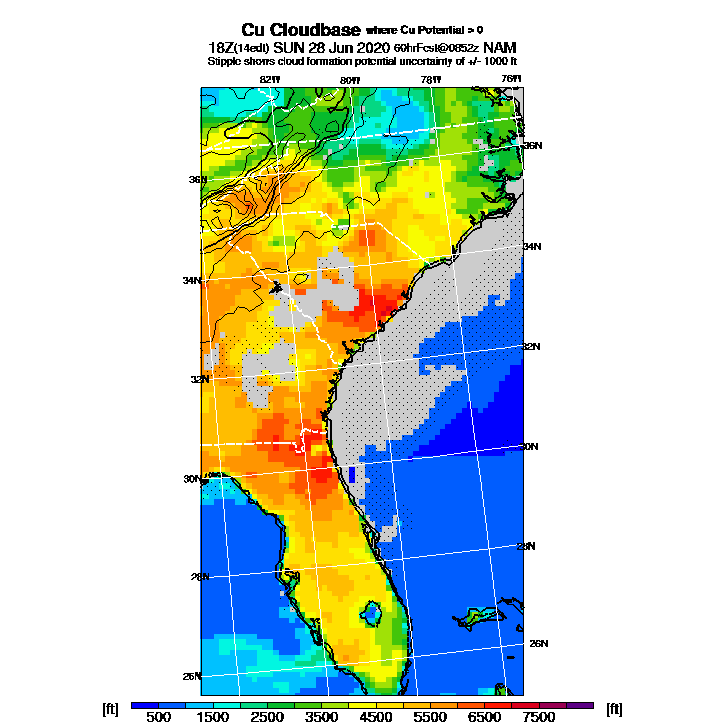 Cu Cloudbase where Cu Potential > 0
18Z(14edt) SUN 28 Jun 2020 60hrFcst@0852z NAM
Stipple shows cloud formation potential uncertainty of +/- 1000 ft
82W 80W 78W 76W
36N 36N
34N 34N
32N 32N
30N 30N
28N 28N
26N 26N
[ft] 500 1500 2500 3500 4500 5500 6500 7500 [ft]